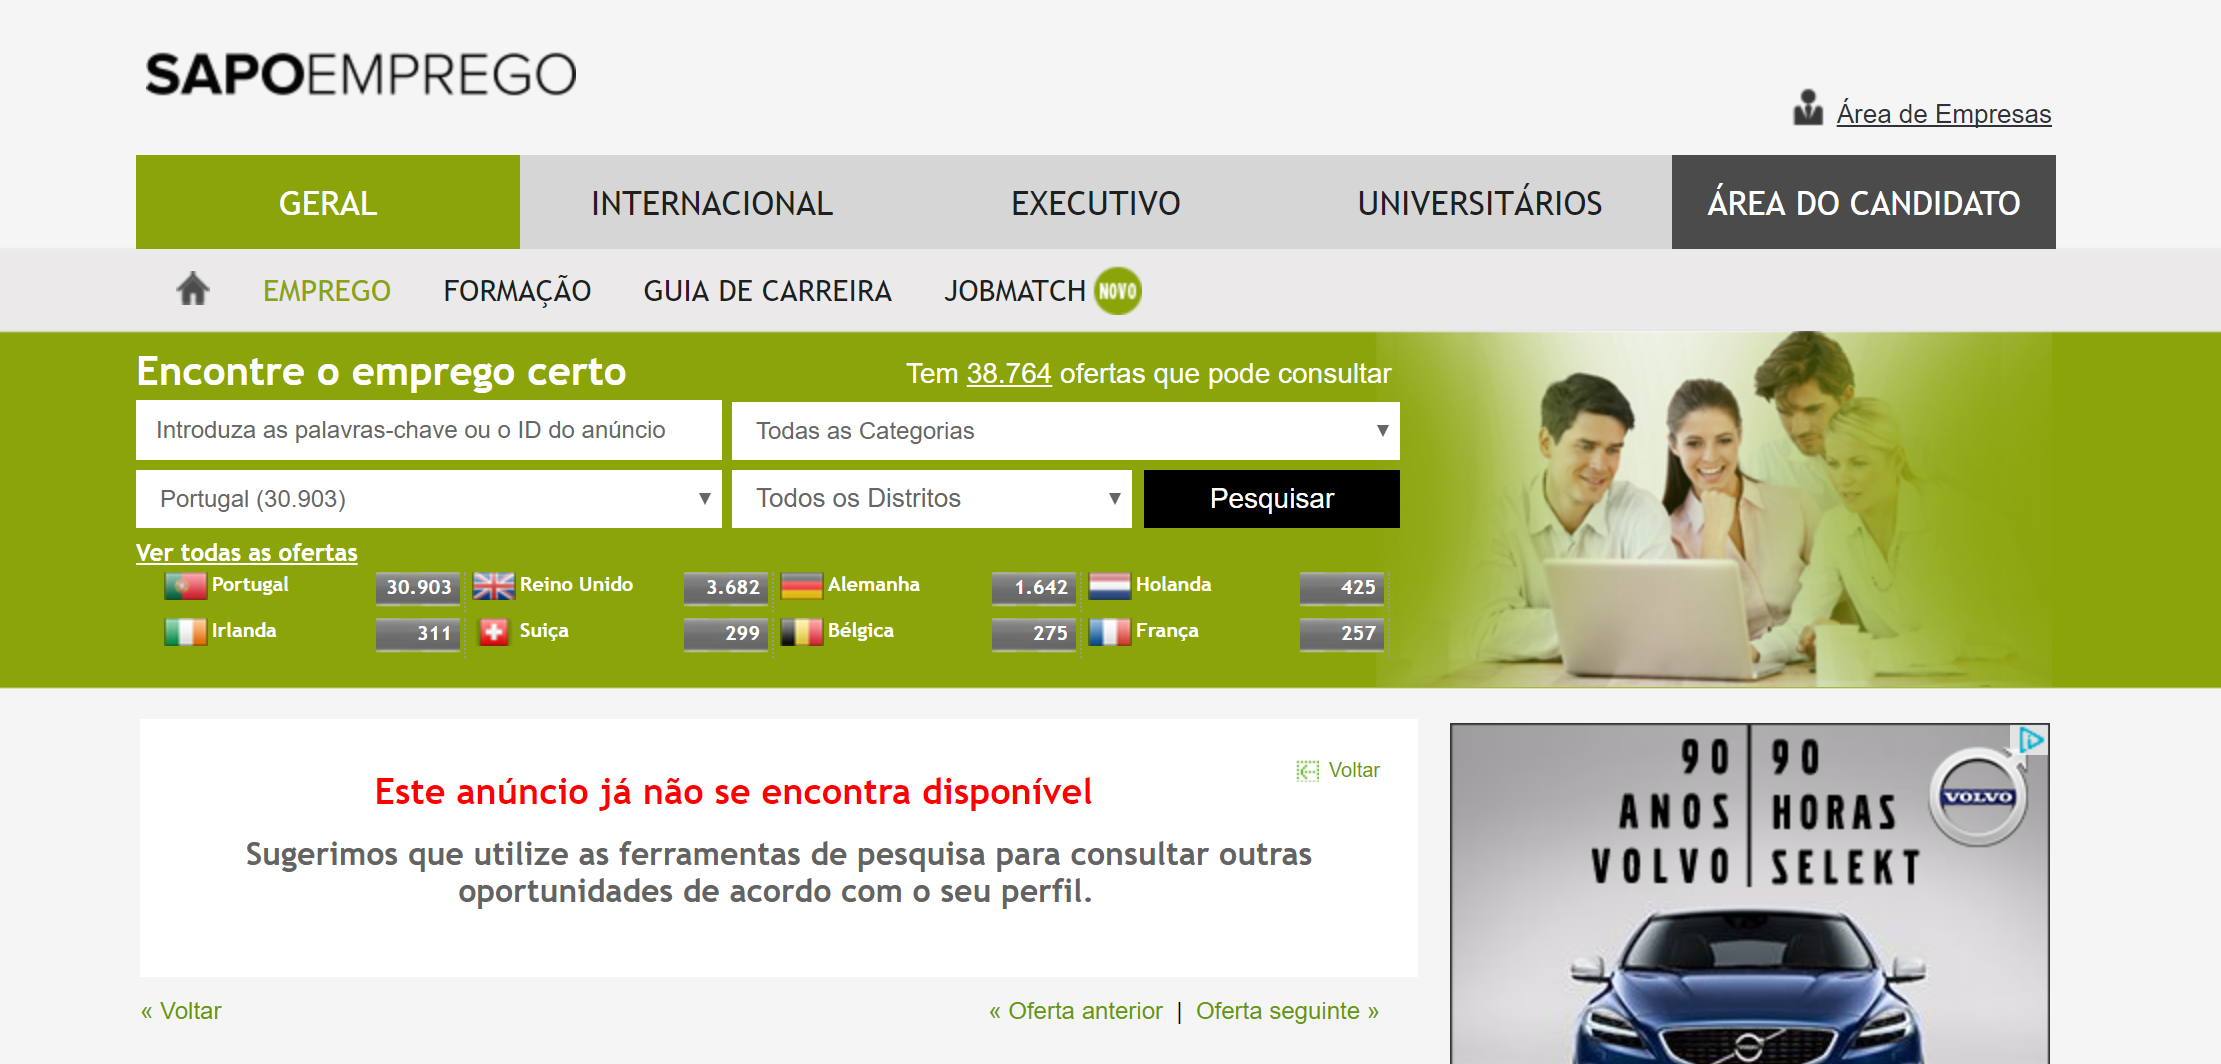 SAPOEMPREGO
Área de Empresas
GERAL INTERNACIONAL EXECUTIVO UNIVERSITÁRIOS ÁREA DO CANDIDATO
EMPREGO FORMAÇÃO GUIA DE CARREIRA JOBMATCH NOVO
Encontre o emprego certo Tem 38.764 ofertas que pode consultar
Introduza as palavras-chave ou o ID do anúncio Todas as Categorias
Portugal (30.903) Todos os Distritos Pesquisar
Ver todas as ofertas
Portugal 30.903 Reino Unido 3.682 Alemanha 1.642 Holanda 425
Irlanda 311 Suiça 299 Bélgica 275 França 257
Voltar
Este anúncio já não se encontra disponível
Sugerimos que utilize as ferramentas de pesquisa para consultar outras
oportunidades de acordo com o seu perfil.
« Voltar « Oferta anterior | Oferta seguinte »
90 | 90
ANOS | HORAS
VOLVO | SELEKT
VOLVO